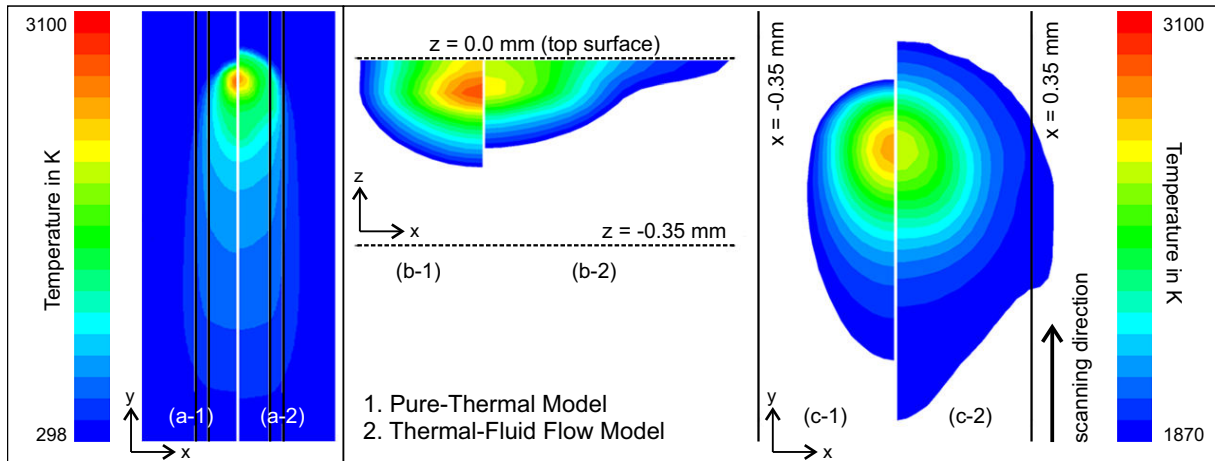 3100
Temperature in K
298
y
x
(a-1)
(a-2)
z = 0.0 mm (top surface)
z
x
z = -0.35 mm
(b-1)
(b-2)
1. Pure-Thermal Model
2. Thermal-Fluid Flow Model
x = -0.35 mm
x = 0.35 mm
y
x
(c-1)
(c-2)
scanning direction
3100
Temperature in K
1870